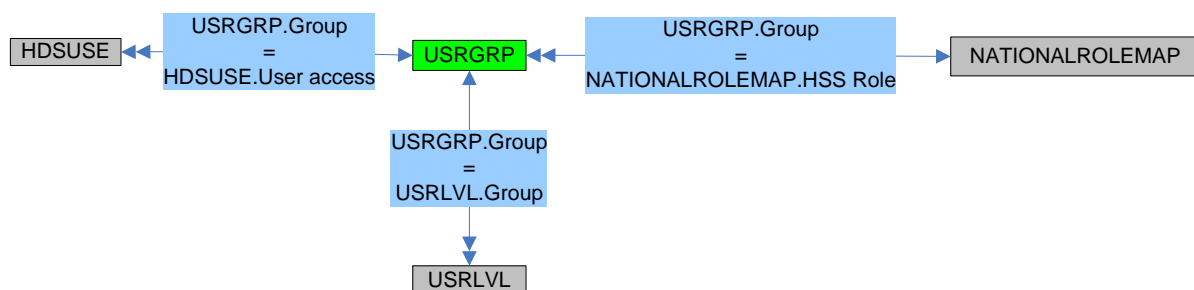 HDSUSE
USRGRP.Group
=
HDSUSE.User access
USRGRP
USRGRP.Group
=
NATIONALROLEMAP.HSS Role
NATIONALROLEMAP
USRGRP.Group
=
USRLVL.Group
USRLVL